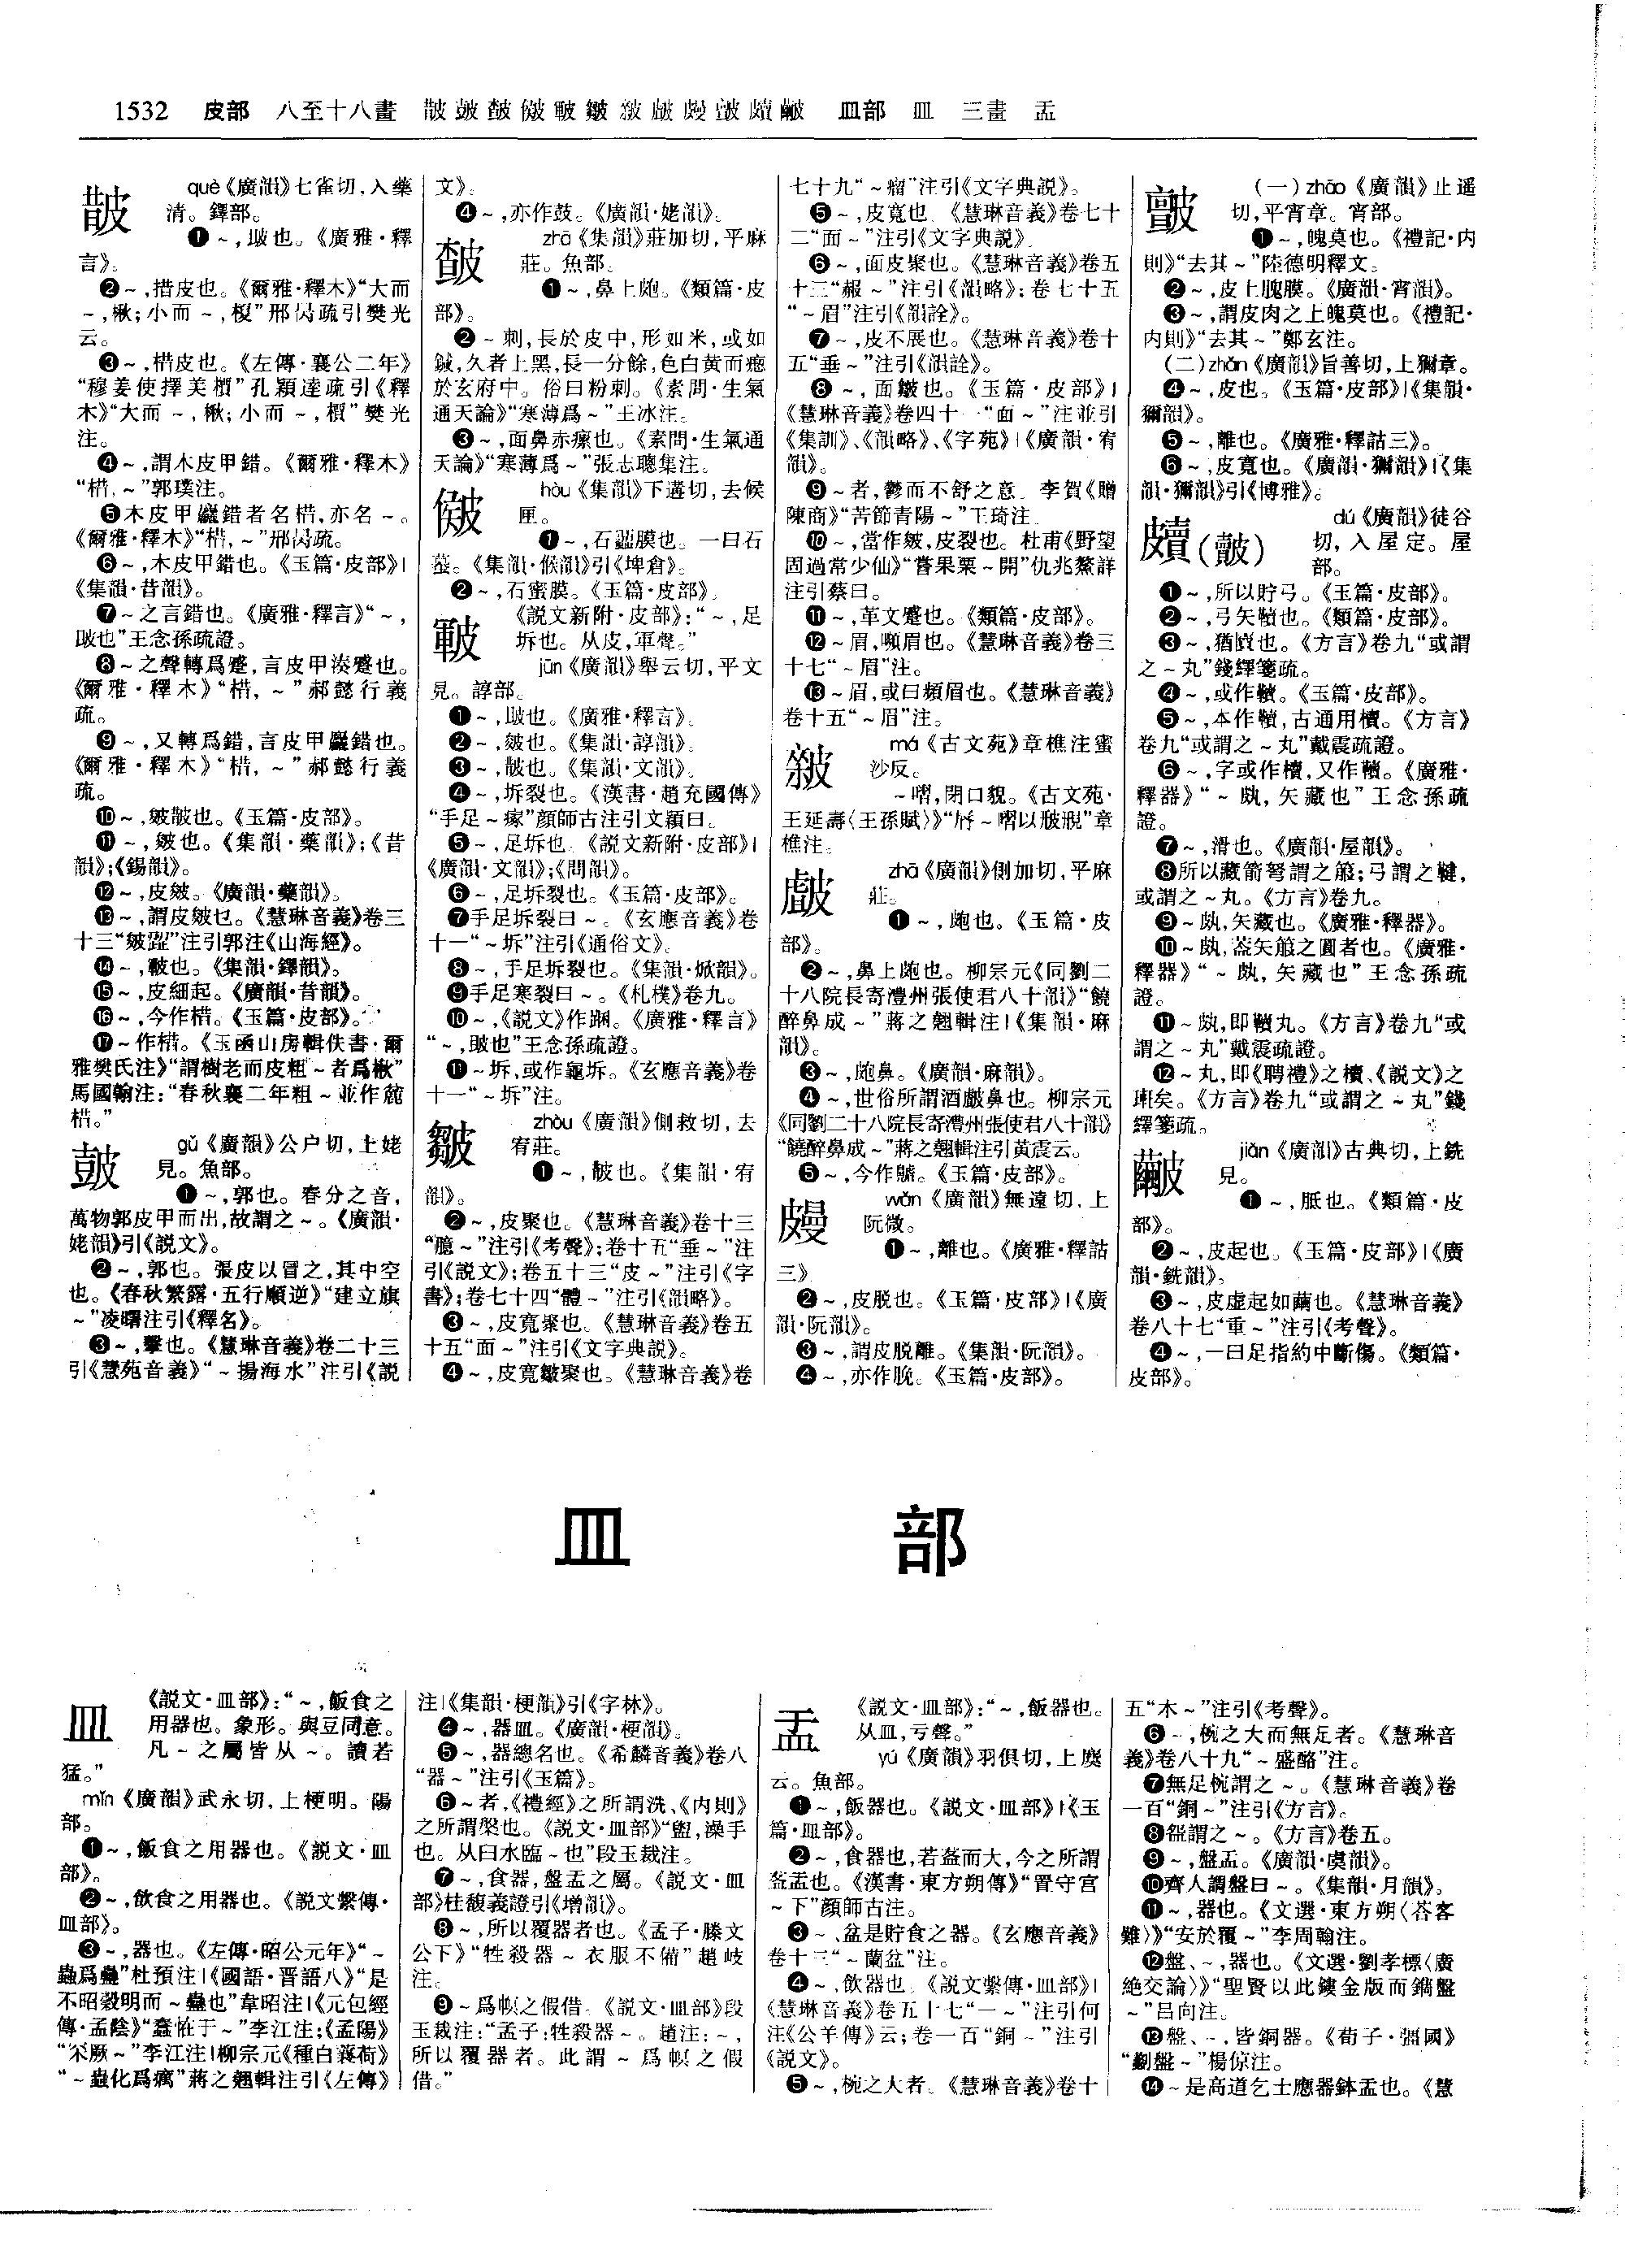 1532 皮部 八至十八畫 皵皷皻㿺皸皺䊳皻㿸皽皾𤿧 皿部 皿 三畫 盂
皵 què《廣韻》七雀切,入藥
清。鐸部。
❶~,皴也。《廣雅·釋
言》。
❷~,措皮也。《爾雅·釋木》“大而
~,楸;小而~,榎”邢昺疏引樊光
云。
❸~,棤皮也。《左傳·襄公二年》
“穆姜使擇美檟”孔穎達疏引《釋
木》“大而~,楸;小而~,檟”樊光
注。
❹~,謂木皮甲錯。《爾雅·釋木》
“棤,~”郭璞注。
❺木皮甲麤錯者名棤,亦名~。
《爾雅·釋木》“棤,~”邢昺疏。
❻~,木皮甲錯也。《玉篇·皮部》|
《集韻·昔韻》。
❼~之言錯也。《廣雅·釋言》“~,
皴也”王念孫疏證。
❽~之聲轉爲蹙,言皮甲湊蹙也。
《爾雅·釋木》“棤,~”郝懿行義
疏。
❾~,又轉爲錯,言皮甲麤錯也。
《爾雅·釋木》“棤,~”郝懿行義
疏。
❿~,皴皵也。《玉篇·皮部》。
⓫~,皴也。《集韻·藥韻》;《昔
韻》;《錫韻》。
⓬~,皮皴。《廣韻·藥韻》。
⓭~,謂皮皴也。《慧琳音義》卷三
十三“皴澀”注引郭注《山海經》。
⓮~,皸也。《集韻·鐸韻》。
⓯~,皮細起。《廣韻·昔韻》。
⓰~,今作棤。《玉篇·皮部》。
⓱~作棤。《玉函山房輯佚書·爾
雅樊氏注》“謂樹老而皮粗~者爲楸”
馬國翰注:“春秋襄二年粗~並作麄
棤。”
皷 gǔ《廣韻》公户切,上姥
見。魚部。
❶~,郭也。春分之音,
萬物郭皮甲而出,故謂之~。《廣韻·
姥韻》引《説文》。
❷~,郭也。張皮以冒之,其中空
也。《春秋繁露·五行順逆》“建立旗
~”凌曙注引《釋名》。
❸~,擊也。《慧琳音義》卷二十三
引《慧苑音義》“~揚海水”注引《説
文》。
❹~,亦作鼓。《廣韻·姥韻》。
zhā《集韻》莊加切,平麻
莊。魚部。
❶~,鼻上皰。《類篇·皮
部》。
❷~刺,長於皮中,形如米,或如
鍼,久者上黑,長一分餘,色白黄而瘱
於玄府中。俗曰粉刺。《素問·生氣
通天論》“寒薄爲~”王冰注。
❸~,面鼻赤瘰也。《素問·生氣通
天論》“寒薄爲~”張志聰集注。
hòu《集韻》下遘切,去候
匣。
❶~,石蠶膜也。一曰石
蜜。《集韻·候韻》引《埤倉》。
❷~,石蜜膜。《玉篇·皮部》。
皸 《説文新附·皮部》:“~,足
坼也。从皮,軍聲。”
jūn《廣韻》舉云切,平文
見。諄部。
❶~,皴也。《廣雅·釋言》。
❷~,皴也。《集韻·諄韻》。
❸~,皵也。《集韻·文韻》。
❹~,坼裂也。《漢書·趙充國傳》
“手足~瘃”顔師古注引文穎曰。
❺~,足坼也。《説文新附·皮部》|
《廣韻·文韻》;《問韻》。
❻~,足坼裂也。《玉篇·皮部》。
❼手足坼裂曰~。《玄應音義》卷
十一“~坼”注引《通俗文》。
❽~,手足坼裂也。《集韻·焮韻》。
❾手足寒裂曰~。《札樸》卷九。
❿~,《説文》作踞。《廣雅·釋言》
“~,皴也”王念孫疏證。
⓫~坼,或作龜坼。《玄應音義》卷
十一“~坼”注。
皺 zhòu《廣韻》側救切,去
宥莊。
❶~,皵也。《集韻·宥
韻》。
❷~,皮聚也。《慧琳音義》卷十三
“臆~”注引《考聲》;卷十五“垂~”注
引《説文》;卷五十三“皮~”注引《字
書》;卷七十四“體~”注引《韻略》。
❸~,皮寬聚也。《慧琳音義》卷五
十五“面~”注引《文字典説》。
❹~,皮寬皺聚也。《慧琳音義》卷
七十九“~瘤”注引《文字典説》。
❺~,皮寬也。《慧琳音義》卷七十
二“面~”注引《文字典説》。
❻~,面皮聚也。《慧琳音義》卷五
十三“赧~”注引《韻略》;卷七十五
“~眉”注引《韻詮》。
❼~,皮不展也。《慧琳音義》卷十
五“垂~”注引《韻詮》。
❽~,面皺也。《玉篇·皮部》|
《慧琳音義》卷四十一“面~”注並引
《集訓》、《韻略》、《字苑》|《廣韻·宥
韻》。
❾~者,鬱而不舒之意。李賀《贈
陳商》“苦節青陽~”王琦注。
❿~,當作皴,皮裂也。杜甫《野望
因過常少仙》“嘗果栗~開”仇兆鰲詳
注引蔡曰。
⓫~,革文蹙也。《類篇·皮部》。
⓬~眉,嚬眉也。《慧琳音義》卷三
十七“~眉”注。
⓭~眉,或曰頻眉也。《慧琳音義》
卷十五“~眉”注。
má《古文苑》章樵注蜜
沙反。
~㗭,閉口貌。《古文苑·
王延壽〈王孫賦〉》章
樵注。
zhā《廣韻》側加切,平麻
莊。
❶~,皰也。《玉篇·皮
部》。
❷~,鼻上皰也。柳宗元《同劉二
十八院長寄澧州張使君八十韻》“饒
醉鼻成~”蔣之翹輯注|《集韻·麻
韻》。
❸~,皰鼻。《廣韻·麻韻》。
❹~,世俗所謂酒皻鼻也。柳宗元
《同劉二十八院長寄澧州張使君八十韻》
“饒醉鼻成~”蔣之翹輯注引黄震云。
❺~,今作齇。《玉篇·皮部》。
wǎn《廣韻》無遠切,上
阮微。
❶~,離也。《廣雅·釋詁
三》。
❷~,皮脱也。《玉篇·皮部》|《廣
韻·阮韻》。
❸~,謂皮脱離。《集韻·阮韻》。
❹~,亦作脕。《玉篇·皮部》。
皽 (一)zhāo《廣韻》止遥
切,平宵章。宵部。
❶~,魄莫也。《禮記·内
則》“去其~”陸德明釋文。
❷~,皮上魄膜。《廣韻·宵韻》。
❸~,謂皮肉之上魄莫也。《禮記·
内則》“去其~”鄭玄注。
(二)zhǎn《廣韻》旨善切,上獮章。
❹~,皮也。《玉篇·皮部》|《集韻·
獮韻》。
❺~,離也。《廣雅·釋詁三》。
❻~,皮寬也。《廣韻·獮韻》|《集
韻·獮韻》引《博雅》。
皾 dú《廣韻》徒谷
切,入屋定。屋
部。
❶~,所以貯弓。《玉篇·皮部》。
❷~,弓矢韥也。《類篇·皮部》。
❸~,猶皾也。《方言》卷九“或謂
之~丸”錢繹箋疏。
❹~,或作韥。《玉篇·皮部》。
❺~,本作韥,古通用櫝。《方言》
卷九“或謂之~丸”戴震疏證。
❻~,字或作櫝,又作韥。《廣雅·
釋器》“~㼝,矢藏也”王念孫疏
證。
❼~,滑也。《廣韻·屋韻》。
❽所以藏箭弩謂之箙;弓謂之鞬,
或謂之~丸。《方言》卷九。
❾~㼝,矢藏也。《廣雅·釋器》。
❿~㼝,葢矢箙之圓者也。《廣雅·
釋器》“~㼝,矢藏也”王念孫疏
證。
⓫~㼝,即韥丸。《方言》卷九“或
謂之~丸”戴震疏證。
⓬~丸,即《聘禮》之櫝、《説文》之
㻱矣。《方言》卷九“或謂之~丸”錢
繹箋疏。
jiǎn《廣韻》古典切,上銑
見。
❶~,胝也。《類篇·皮
部》。
❷~,皮起也。《玉篇·皮部》|《廣
韻·銑韻》。
❸~,皮虚起如繭也。《慧琳音義》
卷八十七“重~”注引《考聲》。
❹~,一曰足指約中斷傷。《類篇·
皮部》。
皿 部
皿 《説文·皿部》:“~,飯食之
用器也。象形。與豆同意。
凡~之屬皆从~。讀若
猛。”
mǐn《廣韻》武永切,上梗明。陽
部。
❶~,飯食之用器也。《説文·皿
部》。
❷~,飲食之用器也。《説文繫傳·
皿部》。
❸~,器也。《左傳·昭公元年》“~
蟲爲蠱”杜預注|《國語·晋語八》“是
不昭穀明而~蠱也”韋昭注|《元包經
傳·孟陰》“蠢怇于~”李江注;《孟陽》
“罙厥~”李江注|柳宗元《種白蘘荷》
“~蟲化爲癘”蔣之翹輯注引《左傳》
注|《集韻·梗韻》引《字林》。
❹~,器皿。《廣韻·梗韻》。
❺~,器總名也。《希麟音義》卷八
“器~”注引《玉篇》。
❻~者,《禮經》之所謂洗,《内則》
之所謂槃也。《説文·皿部》“盥,澡手
也。从臼水臨~也”段玉裁注。
❼~,食器,盤盂之屬。《説文·皿
部》桂馥義證引《增韻》。
❽~,所以覆器者也。《孟子·滕文
公下》“牲殺器~衣服不備”趙岐
注。
❾~爲幎之假借。《説文·皿部》段
玉裁注:“孟子:牲殺器~。趙注:~,
所以覆器者。此謂~爲幎之假
借。”
盂 《説文·皿部》:“~,飯器也。
从皿,亏聲。”
yú《廣韻》羽俱切,上虞
云。魚部。
❶~,飯器也。《説文·皿部》|《玉
篇·皿部》。
❷~,食器也,若盌而大,今之所謂
盋盂也。《漢書·東方朔傳》“置守宫
~下”顔師古注。
❸~、盆是貯食之器。《玄應音義》
卷十三“~蘭盆”注。
❹~,飲器也。《説文繫傳·皿部》|
《慧琳音義》卷五十七“一~”注引何
注《公羊傳》云;卷一百“銅~”注引
《説文》。
❺~,椀之大者。《慧琳音義》卷十
五“木~”注引《考聲》。
❻~,椀之大而無足者。《慧琳音
義》卷八十九“~盛酪”注。
❼無足椀謂之~。《慧琳音義》卷
一百“銅~”注引《方言》。
❽㼝謂之~。《方言》卷五。
❾~,盤盂。《廣韻·虞韻》。
❿齊人謂盤曰~。《集韻·月韻》。
⓫~,器也。《文選·東方朔〈荅客
難〉》“安於覆~”李周翰注。
⓬盤、~,器也。《文選·劉孝標〈廣
絶交論〉》“聖賢以此鏤金版而鐫盤
~”吕向注。
⓭盤、~,皆銅器。《荀子·彊國》
“劙盤~”楊倞注。
⓮~是高道乞士應器鉢盂也。《慧